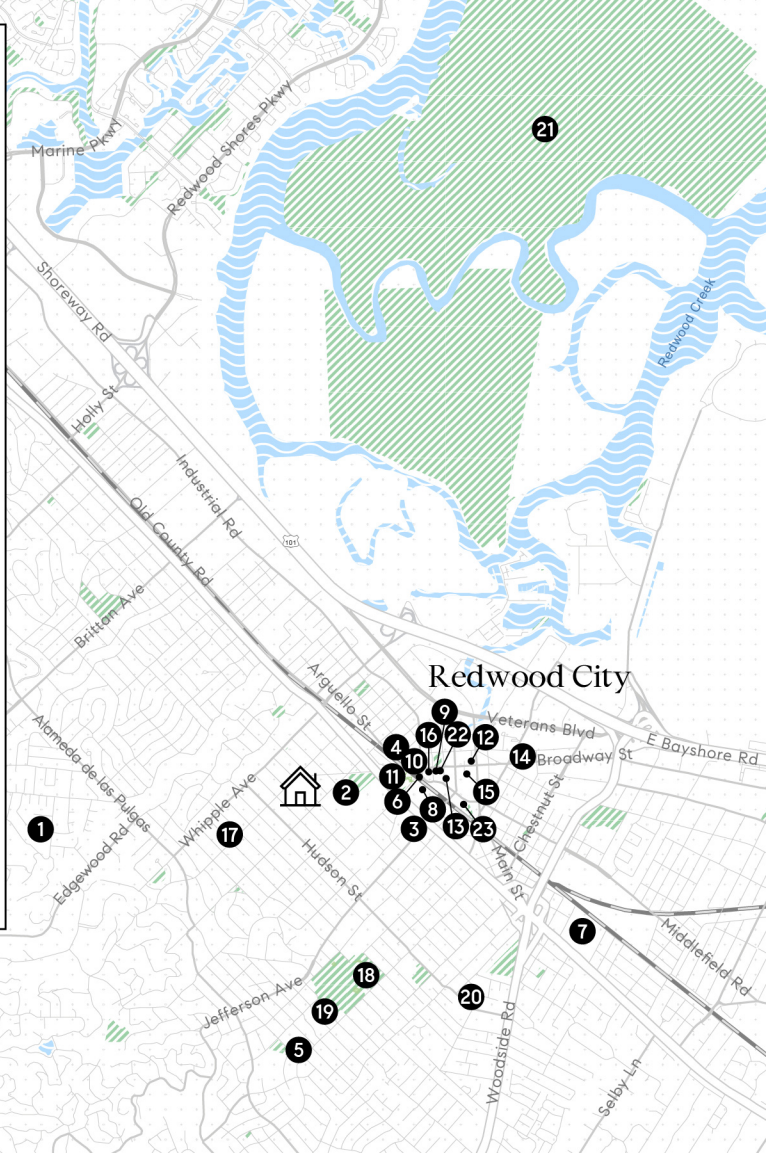 21
Marine Pkwy
Redwood Shores Pkwy
Shoreway Rd
Redwood Creek
Holly St
Industrial Rd
Old County Rd
101
Brittan Ave
Redwood City
Arguello St
9
Veterans Blvd
16
22
12
4
10
14
Broadway St
E Bayshore Rd
11
2
15
6
8
Alameda de las Pulgas
Whipple Ave
Chestnut St
1
17
3
13
23
Edgewood Rd
Hudson St
Main St
7
Middlefield Rd
18
Jefferson Ave
20
19
Woodside Rd
5
Selby Ln